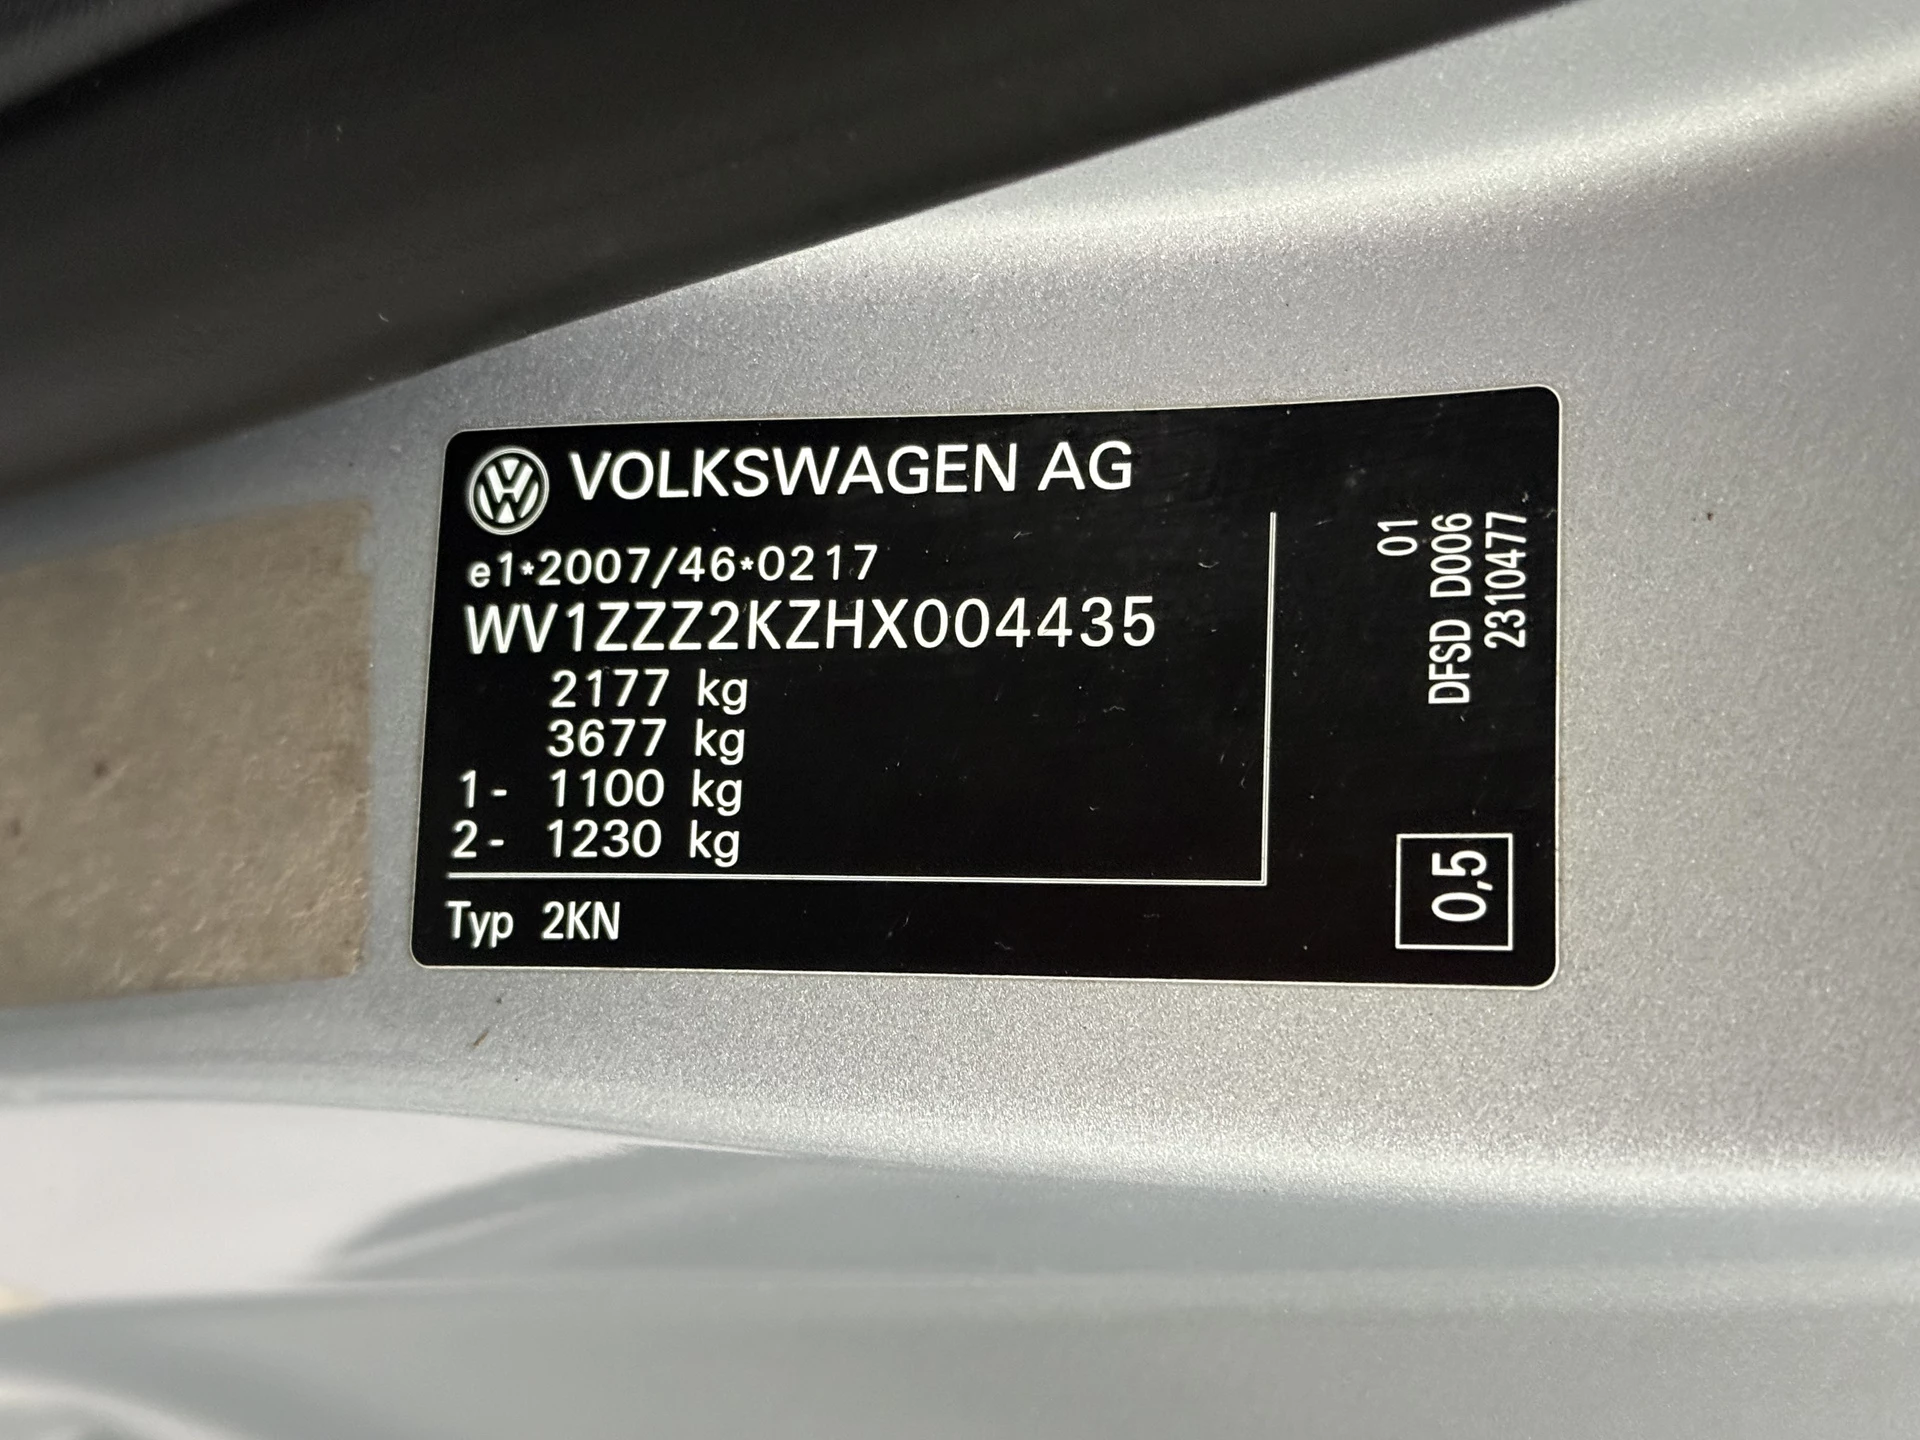 VOLKSWAGEN AG
e1*2007/46*0217
WV1ZZZ2KZHX004435
2177 kg
3677 kg
1- 1100 kg
2- 1230 kg
Typ 2KN
01
DFSD D006
2310477
0,5